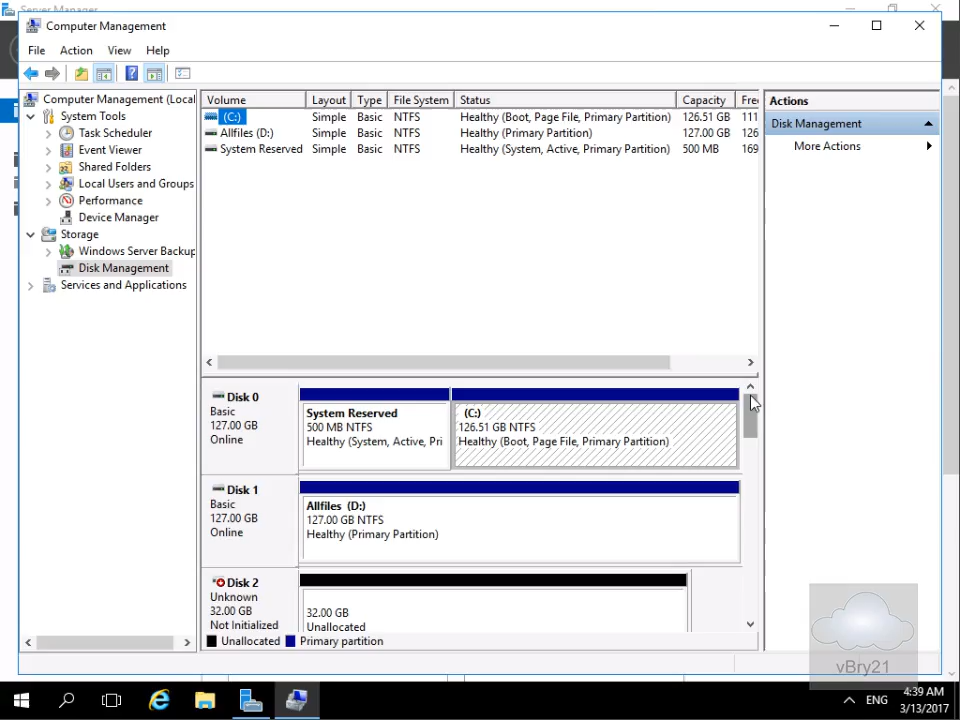 Server Manager
Computer Management
File Action View Help
Computer Management (Local
System Tools
Task Scheduler
Event Viewer
Shared Folders
Local Users and Groups
Performance
Device Manager
Storage
Windows Server Backup
Disk Management
Services and Applications
Volume Layout Type File System Status Capacity Fre
(C:) Simple Basic NTFS Healthy (Boot, Page File, Primary Partition) 126.51 GB 111
Allfiles (D:) Simple Basic NTFS Healthy (Primary Partition) 127.00 GB 126
System Reserved Simple Basic NTFS Healthy (System, Active, Primary Partition) 500 MB 169
Disk 0
Basic
127.00 GB
Online
System Reserved
500 MB NTFS
Healthy (System, Active, Pri
(C:)
126.51 GB NTFS
Healthy (Boot, Page File, Primary Partition)
Disk 1
Basic
127.00 GB
Online
Allfiles (D:)
127.00 GB NTFS
Healthy (Primary Partition)
Disk 2
Unknown
32.00 GB
Not Initialized
32.00 GB
Unallocated
Unallocated Primary partition
Actions
Disk Management
More Actions
vBry21
ENG
4:39 AM
3/13/2017